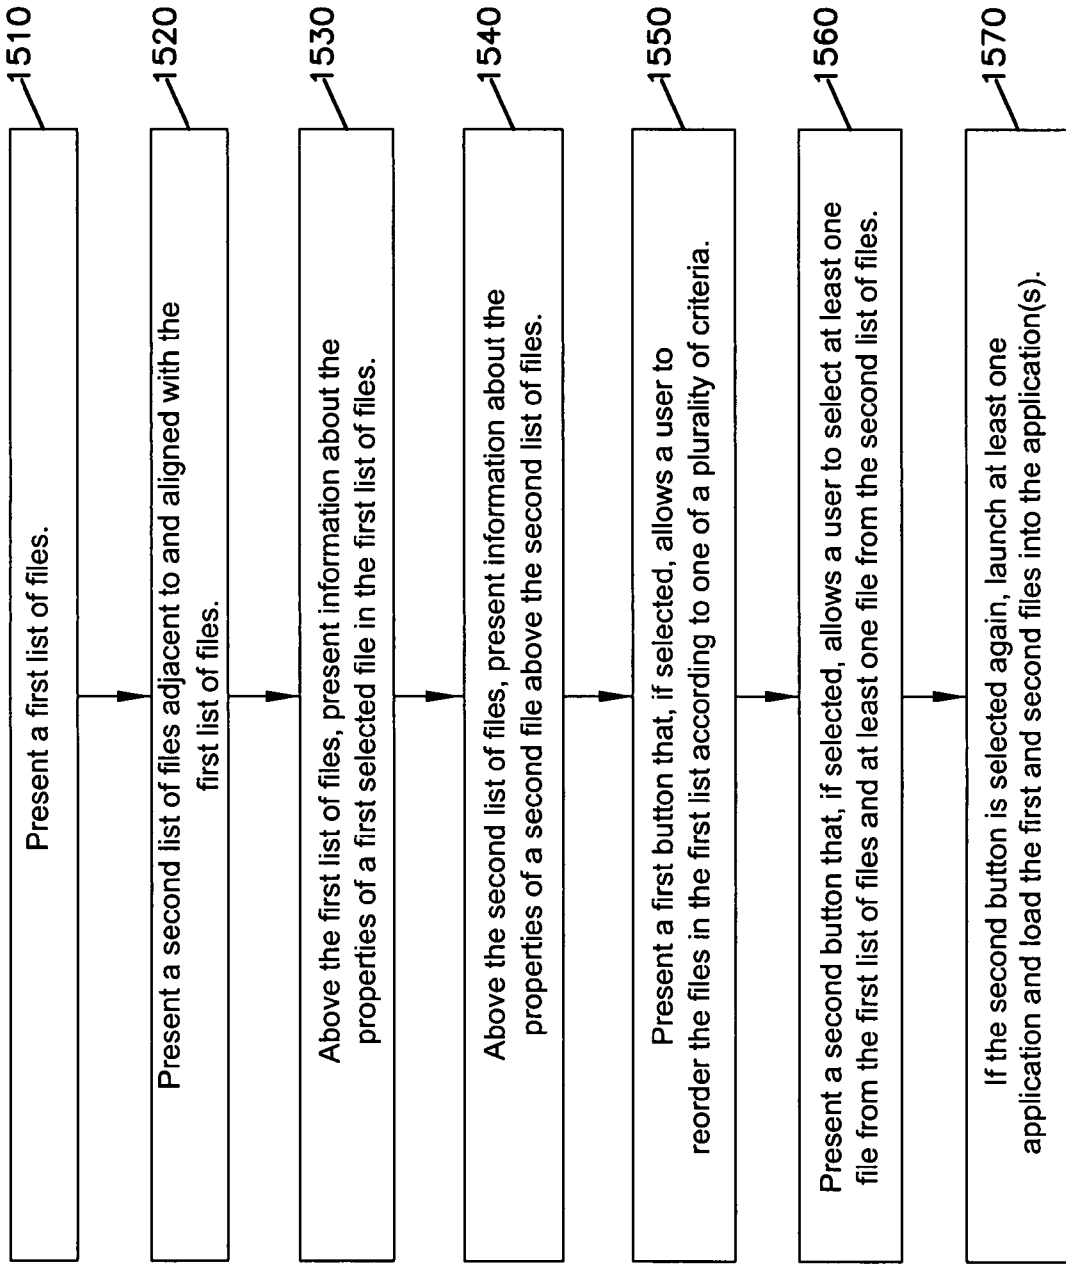 Present a first list of files.
1510
Present a second list of files adjacent to and aligned with the
first list of files.
1520
Above the first list of files, present information about the
properties of a first selected file in the first list of files.
1530
Above the second list of files, present information about the
properties of a second file above the second list of files.
1540
Present a first button that, if selected, allows a user to
reorder the files in the first list according to one of a plurality of criteria.
1550
Present a second button that, if selected, allows a user to select at least one
file from the first list of files and at least one file from the second list of files.
1560
If the second button is selected again, launch at least one
application and load the first and second files into the application(s).
1570